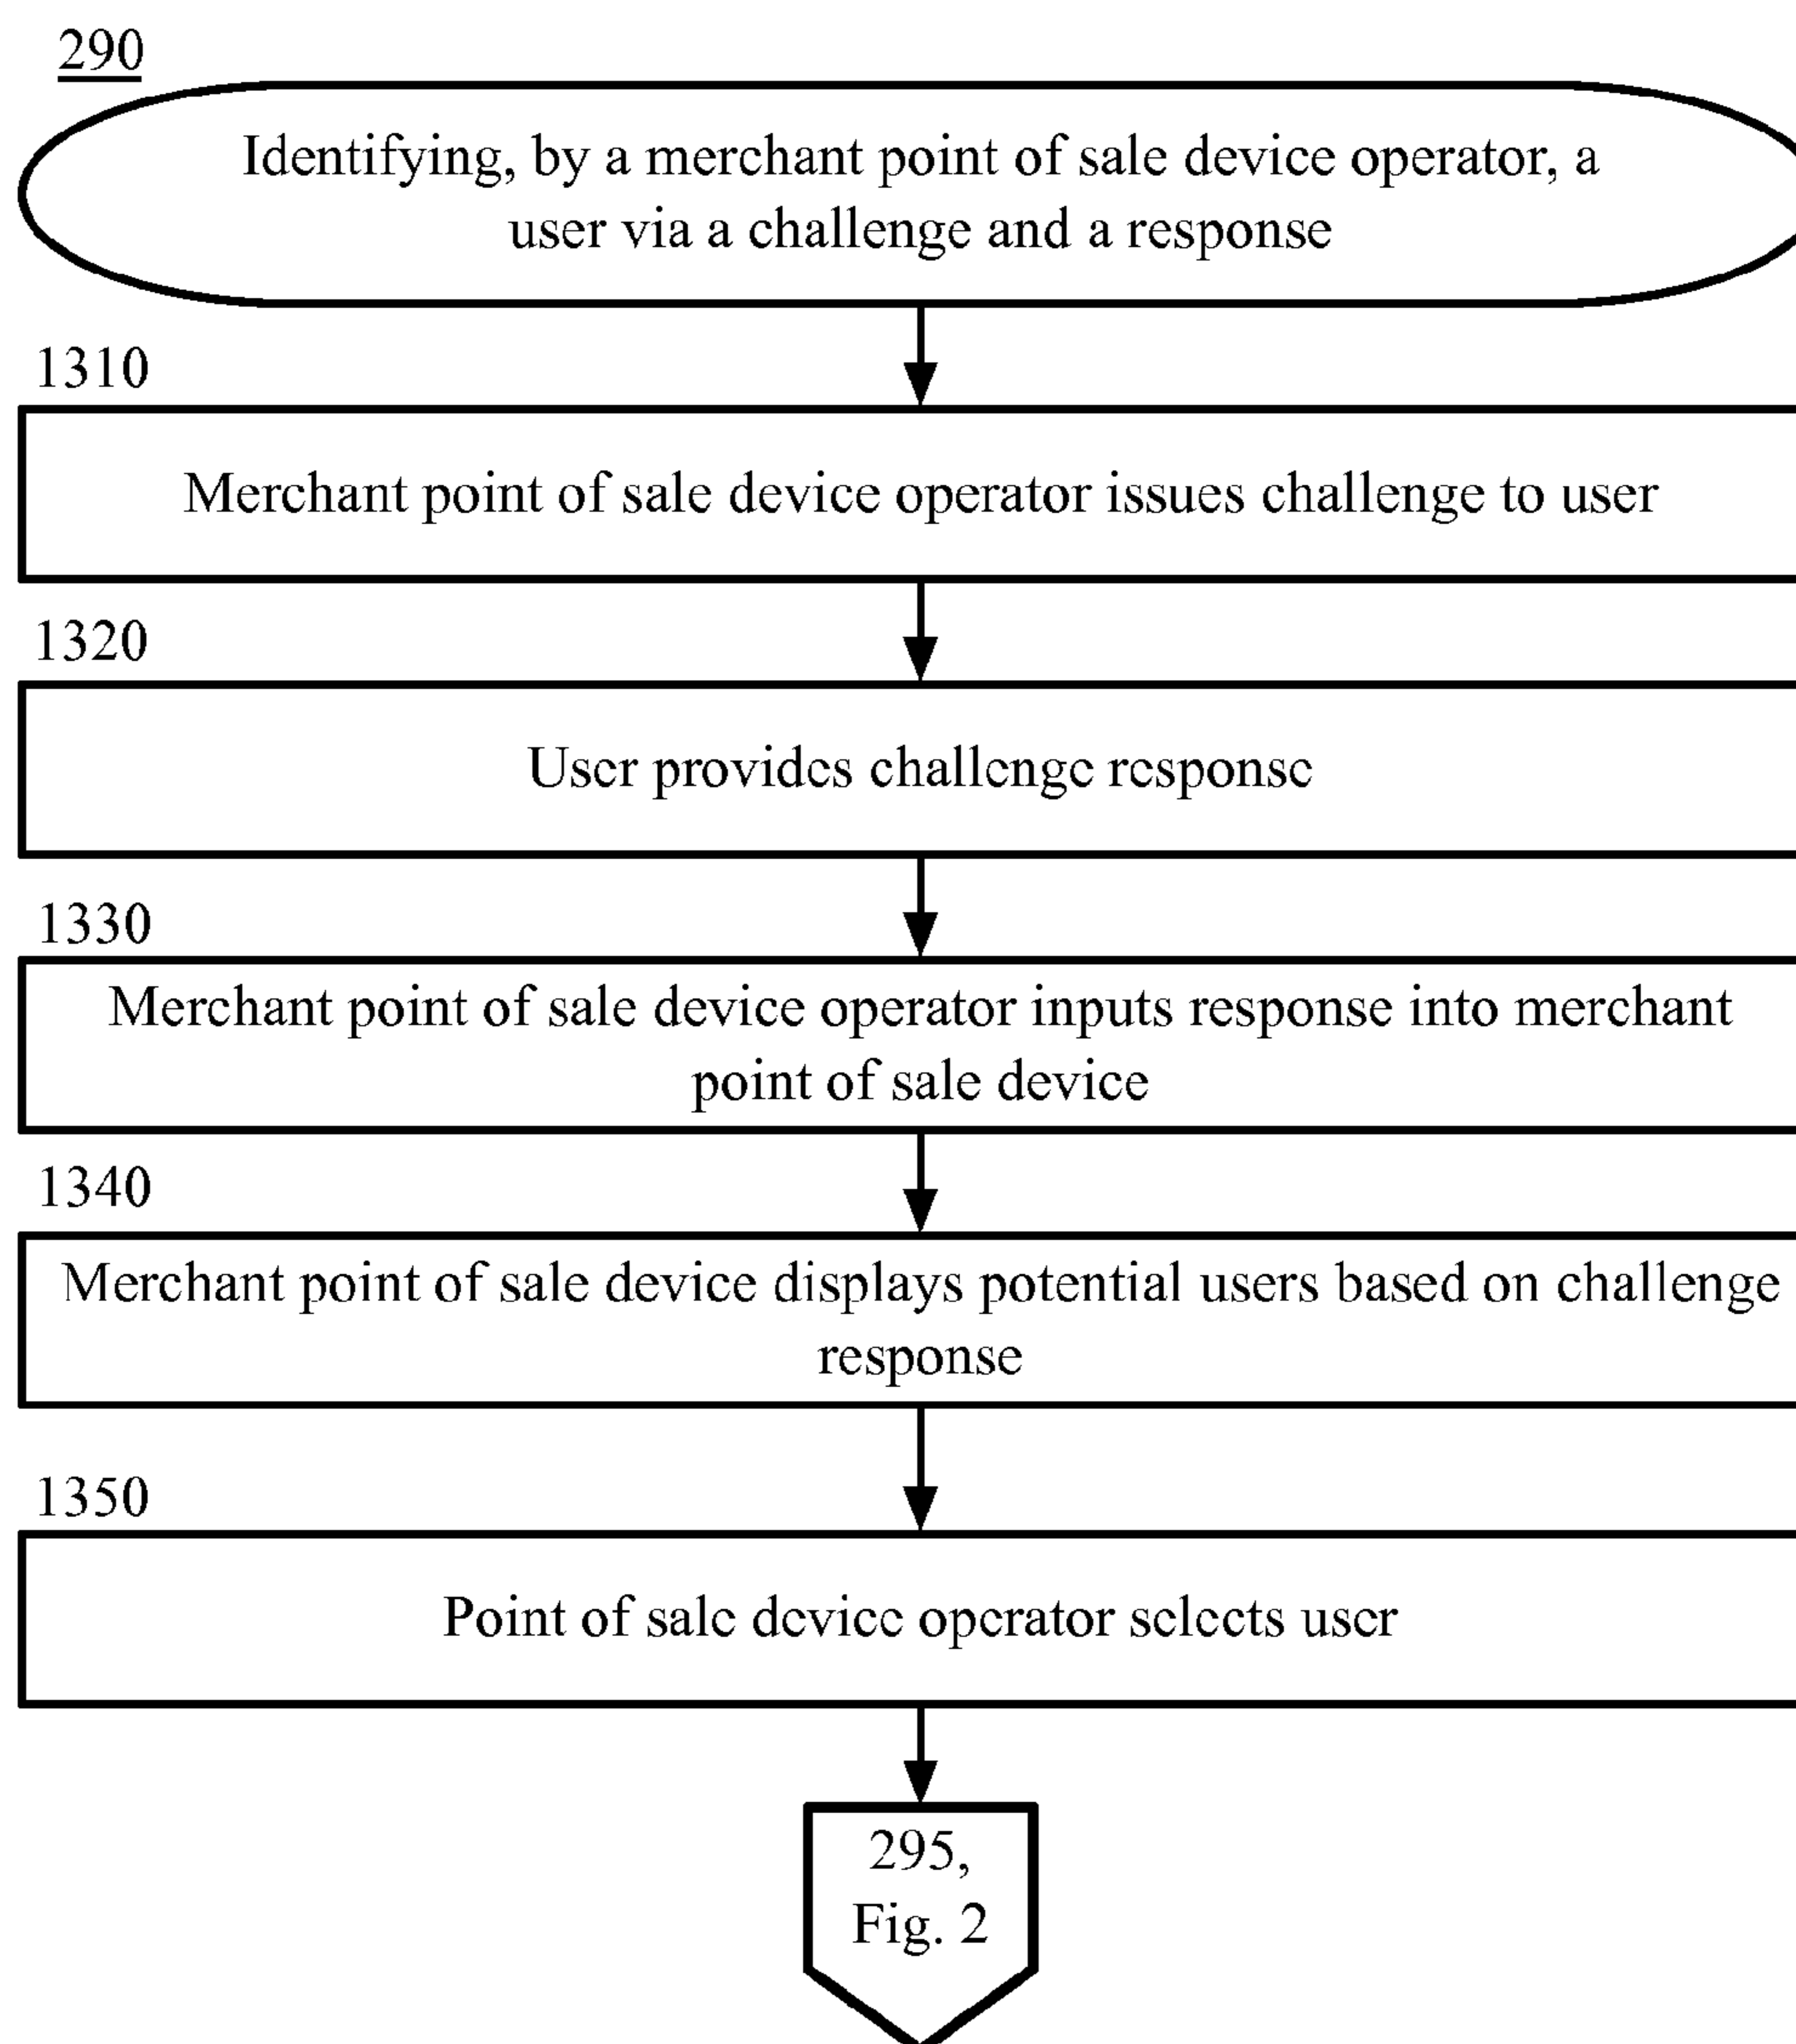 290
Identifying, by a merchant point of sale device operator, a
user via a challenge and a response
1310
Merchant point of sale device operator issues challenge to user
1320
User provides challenge response
1330
Merchant point of sale device operator inputs response into merchant
point of sale device
1340
Merchant point of sale device displays potential users based on challenge
response
1350
Point of sale device operator selects user
295,
Fig. 2